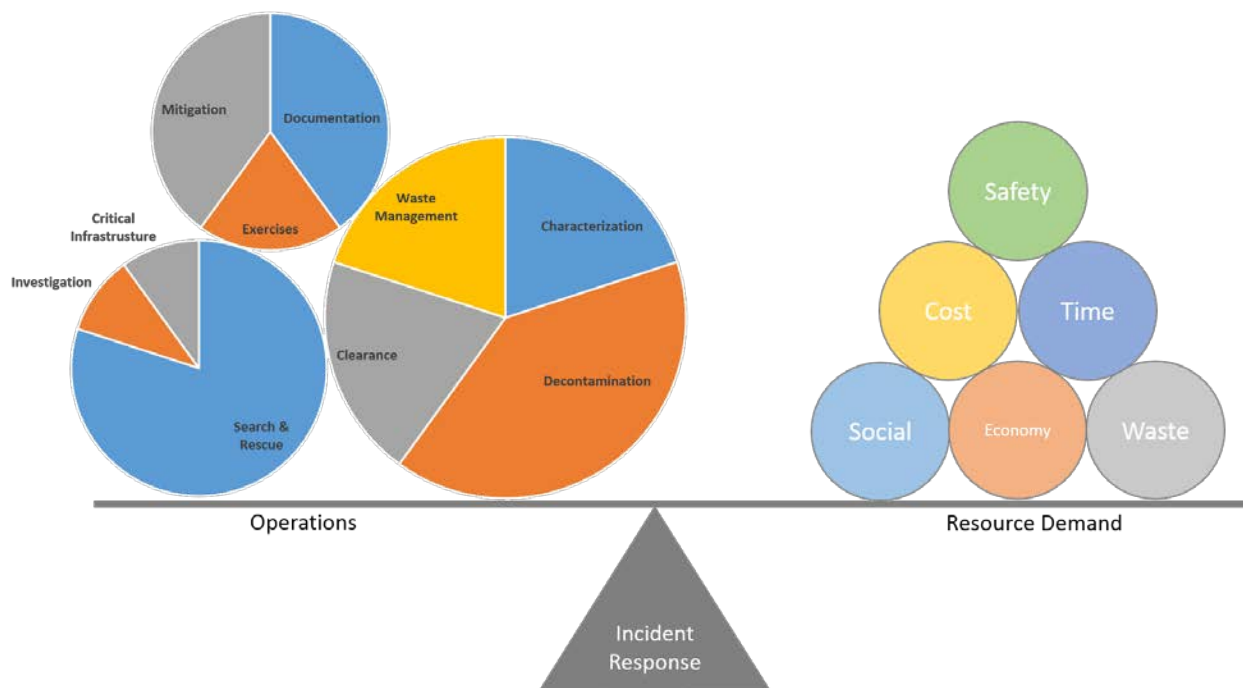 Mitigation
Documentation
Exercises
Critical
Infrastrusture
Investigation
Search &
Rescue
Waste
Management
Characterization
Clearance
Decontamination
Safety
Cost
Time
Social
Economy
Waste
Operations
Resource Demand
Incident
Response